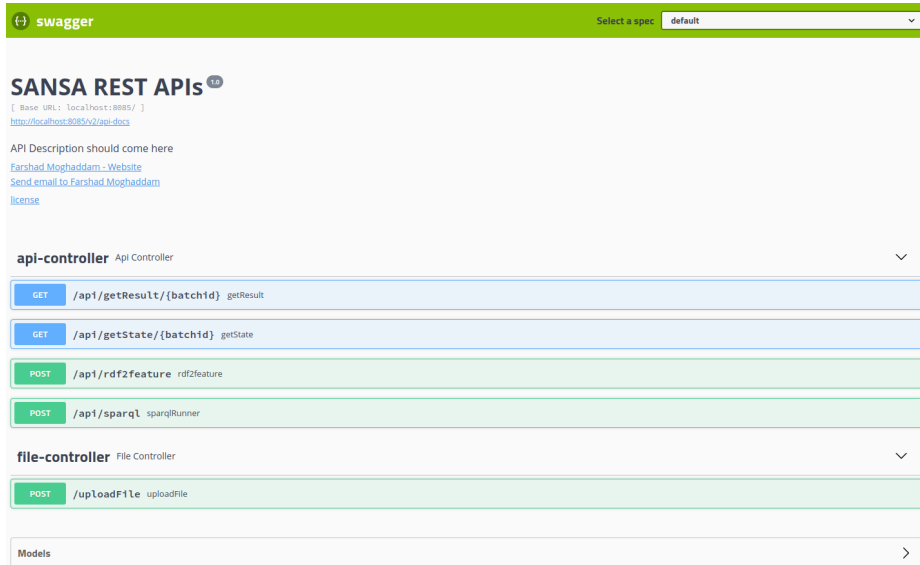 {··} swagger Select a spec default
SANSA REST APIs 1.0
[ Base URL: localhost:8085/ ]
http://localhost:8085/v2/api-docs
API Description should come here
Farshad Moghaddam - Website
Send email to Farshad Moghaddam
license
api-controller Api Controller
GET /api/getResult/{batchid} getResult
GET /api/getState/{batchid} getState
POST /api/rdf2feature rdf2feature
POST /api/sparql sparqlRunner
file-controller File Controller
POST /uploadFile uploadFile
Models